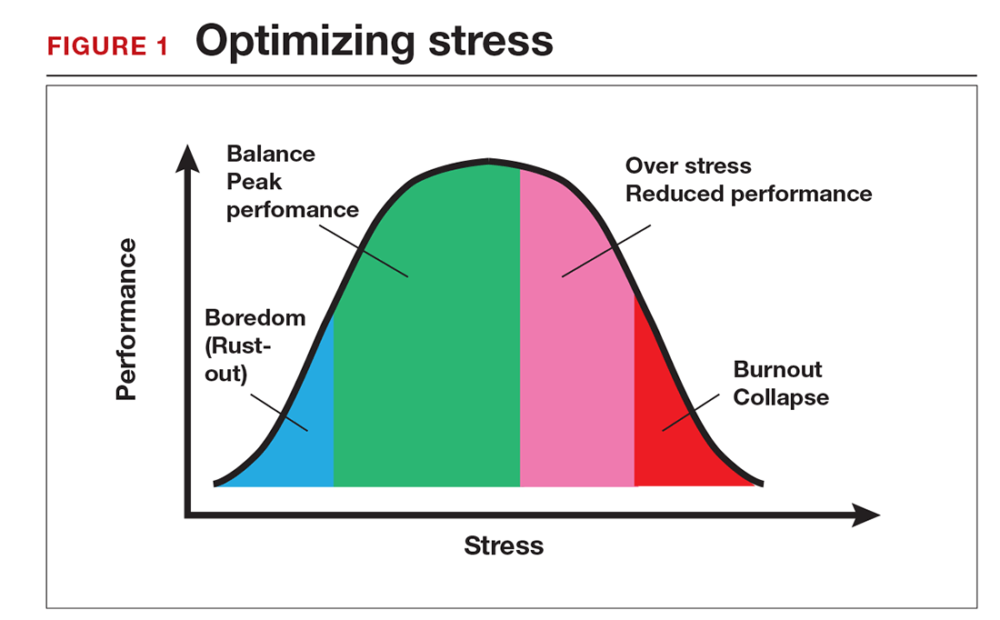 FIGURE 1 Optimizing stress
Balance
Peak
perfomance
Over stress
Reduced performance
Boredom
(Rust-
out)
Burnout
Collapse
Performance
Stress